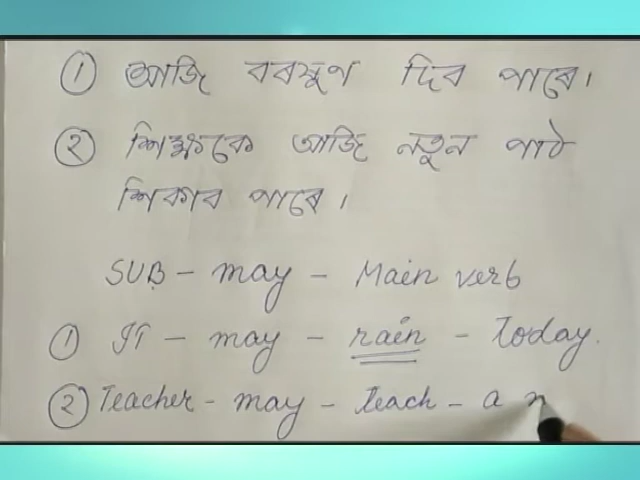 ① আজি বৰষুণ দিব পাৰে।
② শিক্ষকে আজি নতুন পাঠ
শিকাব পাৰে।
SUB - may - Main verb
① IT - may - rain - today.
② Teacher - may - teach - a n